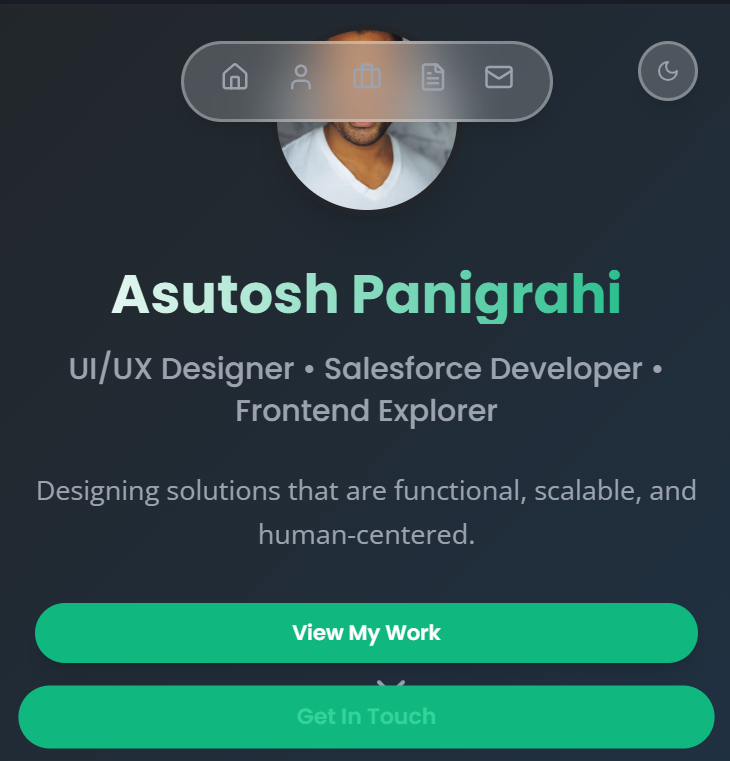 Asutosh Panigrahi
UI/UX Designer • Salesforce Developer •
Frontend Explorer
Designing solutions that are functional, scalable, and
human-centered.
View My Work
Get In Touch